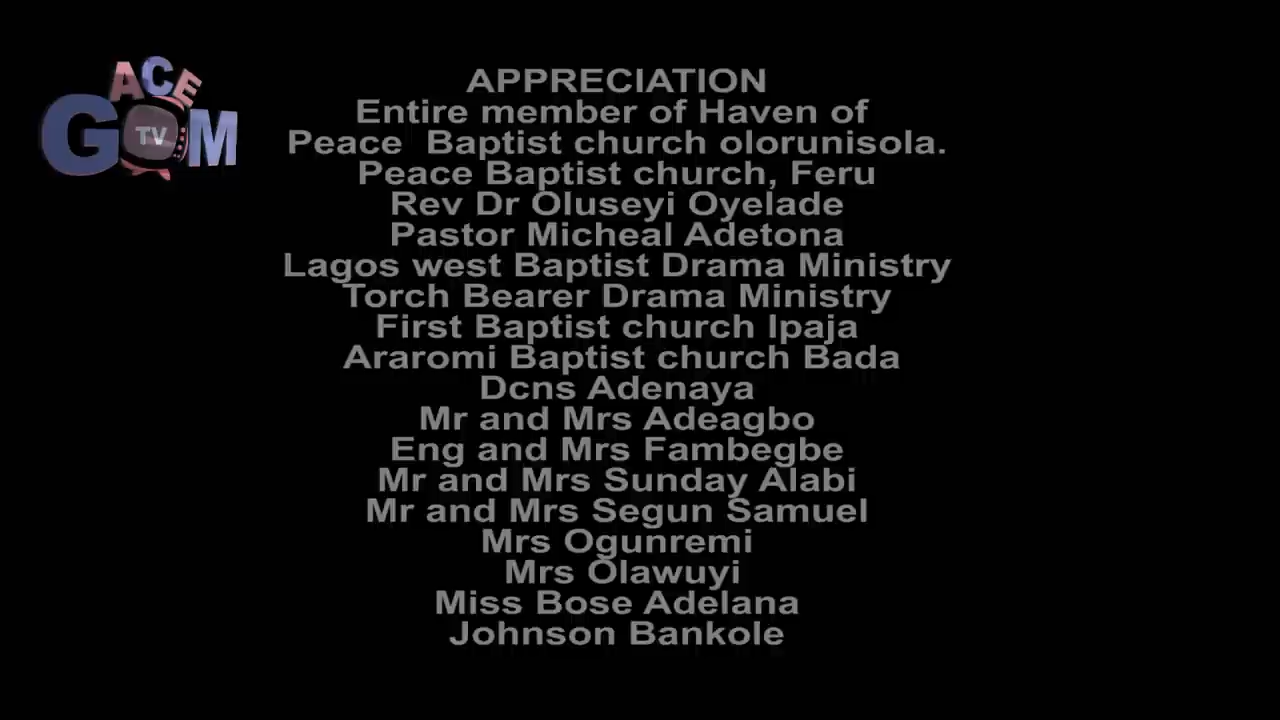 ACE
GOM
TV
APPRECIATION
Entire member of Haven of
Peace  Baptist church olorunisola.
Peace Baptist church, Feru
Rev Dr Oluseyi Oyelade
Pastor Micheal Adetona
Lagos west Baptist Drama Ministry
Torch Bearer Drama Ministry
First Baptist church Ipaja
Araromi Baptist church Bada
Dcns Adenaya
Mr and Mrs Adeagbo
Eng and Mrs Fambegbe
Mr and Mrs Sunday Alabi
Mr and Mrs Segun Samuel
Mrs Ogunremi
Mrs Olawuyi
Miss Bose Adelana
Johnson Bankole